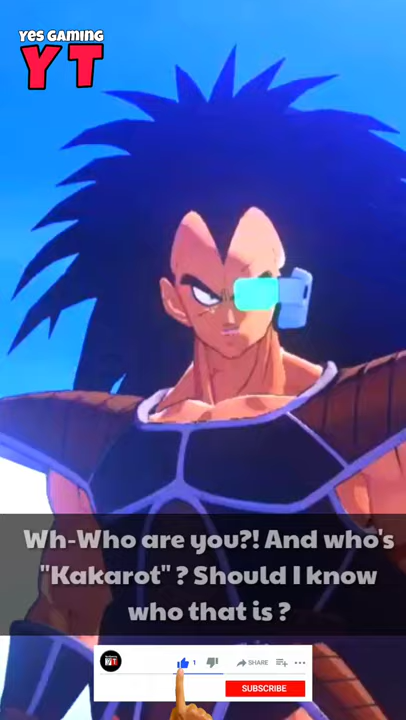 Yes Gaming
YT
Wh-Who are you?! And who's
"Kakarot" ? Should I know
who that is ?
1
SHARE
SUBSCRIBE